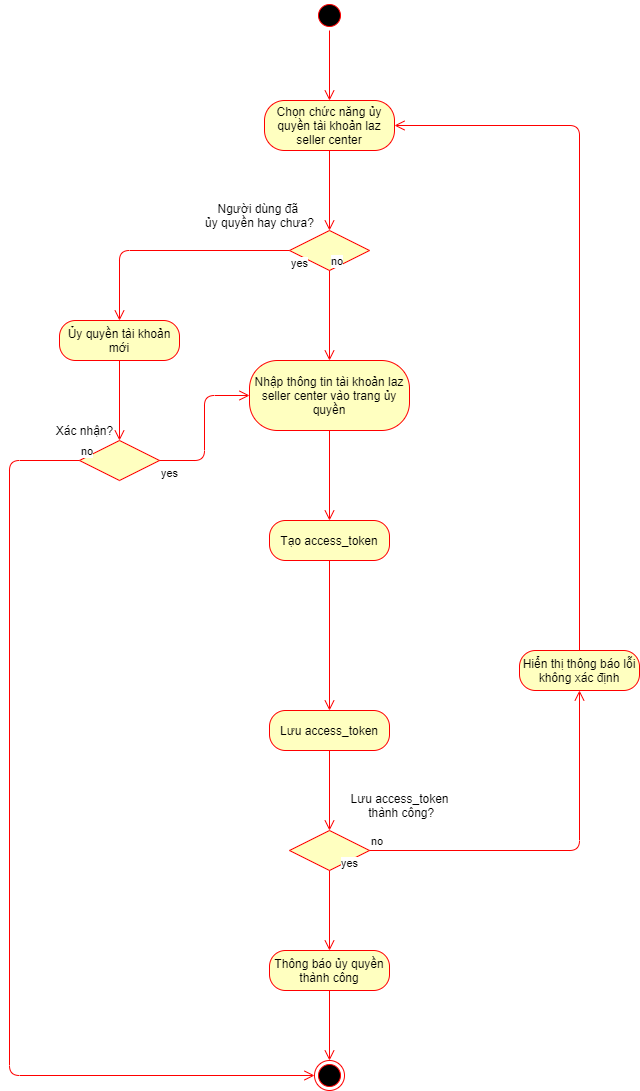 Chọn chức năng ủy
quyền tài khoản laz
seller center
Người dùng đã
ủy quyền hay chưa?
yes
no
Ủy quyền tài khoản
mới
Nhập thông tin tài khoản laz
seller center vào trang ủy
quyền
Xác nhận?
no
yes
Tạo access_token
Hiển thị thông báo lỗi
không xác định
Lưu access_token
Lưu access_token
thành công?
no
yes
Thông báo ủy quyền
thành công